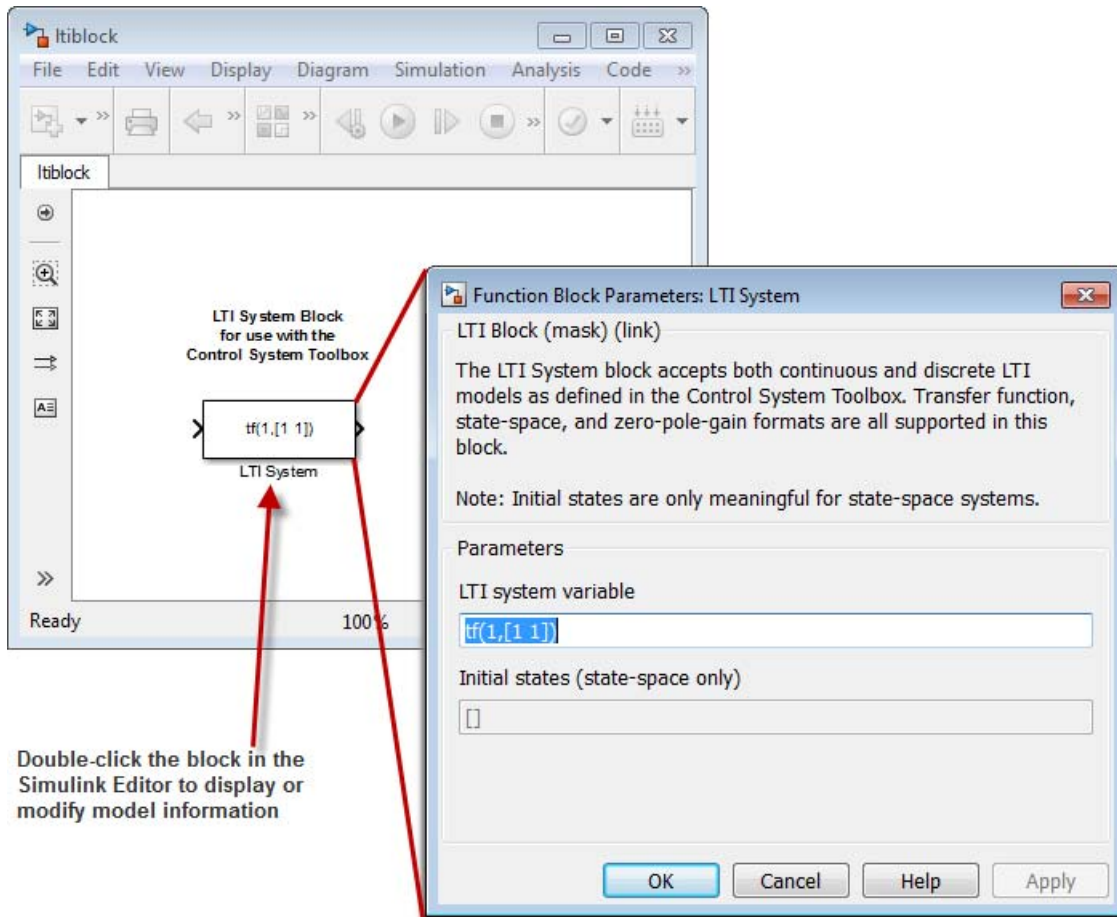 ltiblock
File Edit View Display Diagram Simulation Analysis Code »
» » » »
ltiblock
LTI System Block
for use with the
Control System Toolbox
tf(1,[1 1])
LTI System
»
Ready 100%
Double-click the block in the
Simulink Editor to display or
modify model information
Function Block Parameters: LTI System
LTI Block (mask) (link)
The LTI System block accepts both continuous and discrete LTI
models as defined in the Control System Toolbox. Transfer function,
state-space, and zero-pole-gain formats are all supported in this
block.
Note: Initial states are only meaningful for state-space systems.
Parameters
LTI system variable
tf(1,[1 1])
Initial states (state-space only)
[]
OK Cancel Help Apply